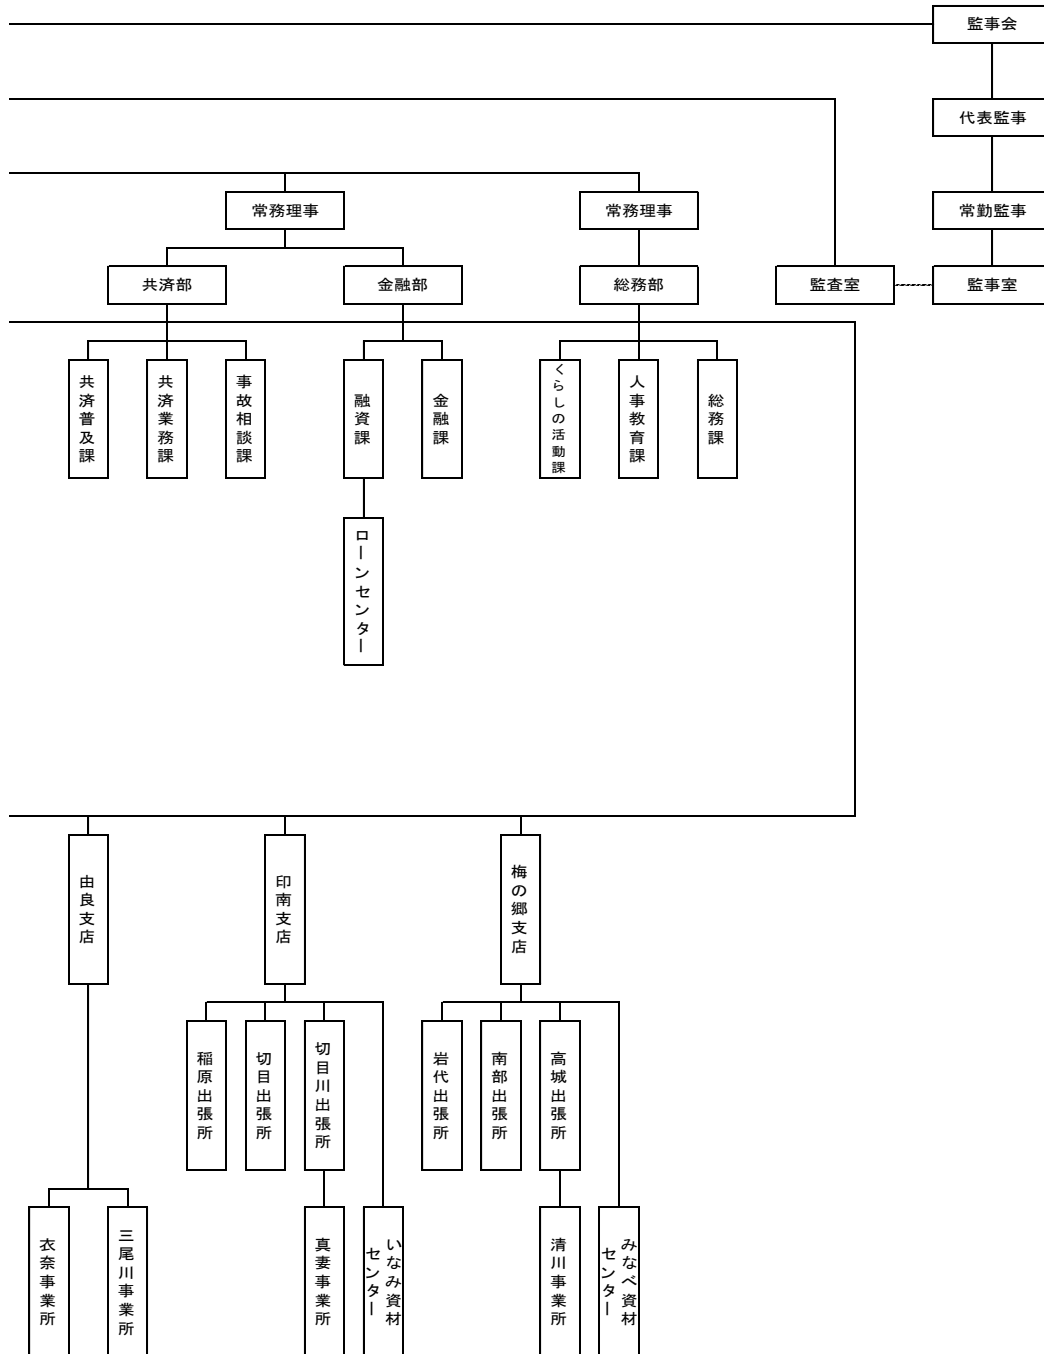 監事会
代表監事
常務理事
常務理事
常勤監事
共済部
金融部
総務部
監査室
監事室
共済普及課
共済業務課
事故相談課
融資課
金融課
くらしの活動課
人事教育課
総務課
ローンセンター
由良支店
印南支店
梅の郷支店
稲原出張所
切目出張所
切目川出張所
岩代出張所
南部出張所
高城出張所
衣奈事業所
三尾川事業所
真妻事業所
いなみ資材
センター
清川事業所
みなべ資材
センター